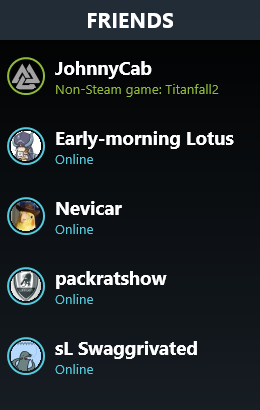 FRIENDS
JohnnyCab
Non-Steam game: Titanfall2
Early-morning Lotus
Online
Nevicar
Online
packratshow
Online
sL Swaggrivated
Online